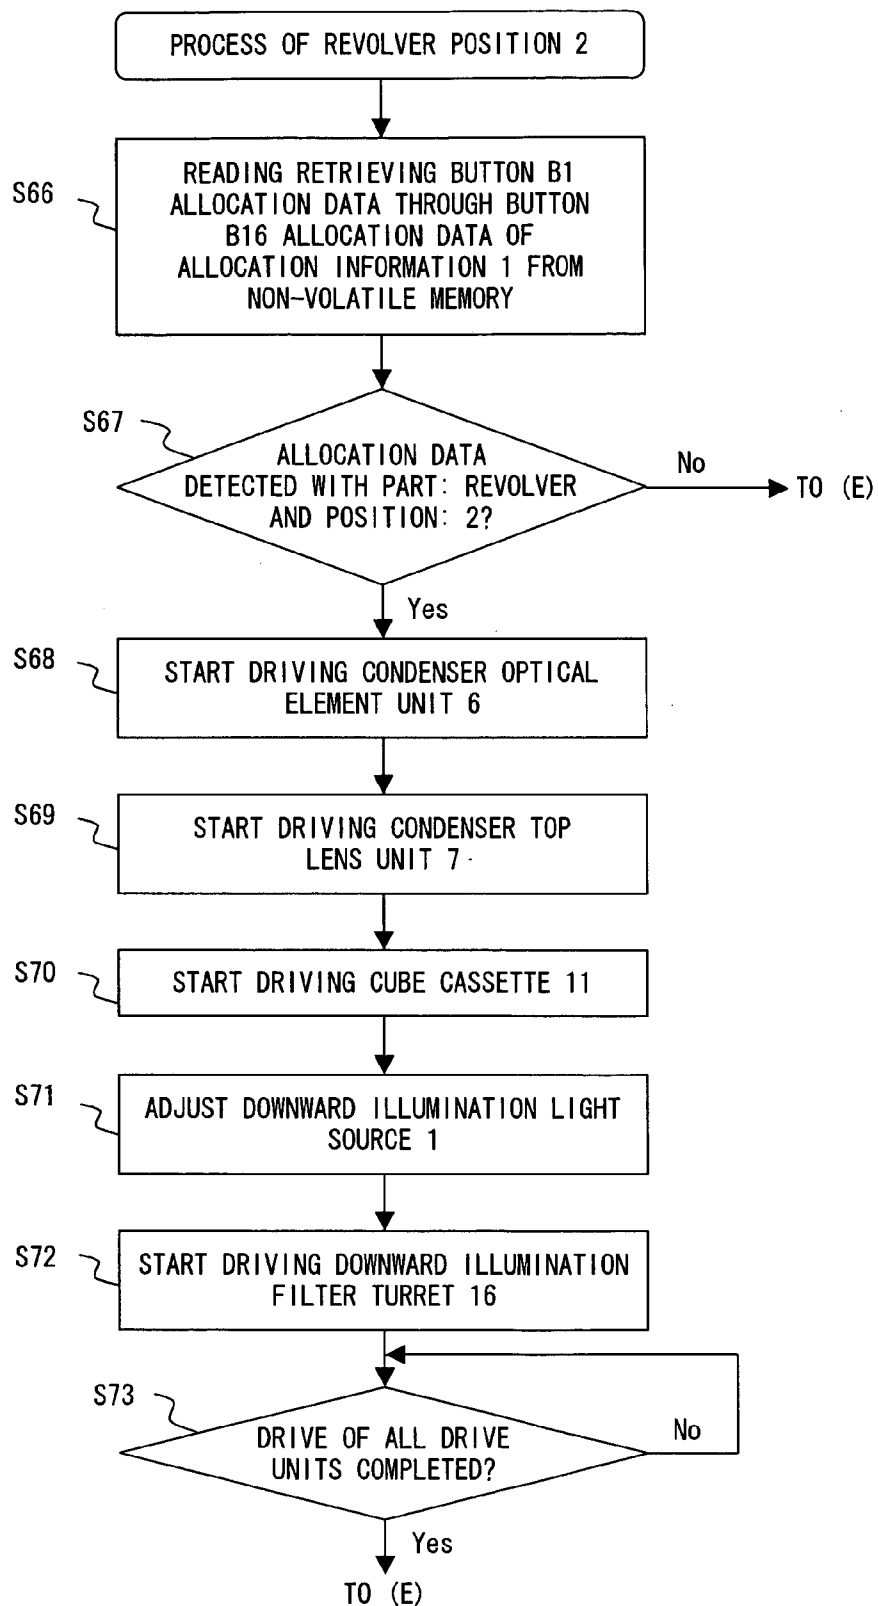 PROCESS OF REVOLVER POSITION 2
S66
READING RETRIEVING BUTTON B1
ALLOCATION DATA THROUGH BUTTON
B16 ALLOCATION DATA OF
ALLOCATION INFORMATION 1 FROM
NON-VOLATILE MEMORY
S67
ALLOCATION DATA
DETECTED WITH PART: REVOLVER
AND POSITION: 2?
No
TO (E)
Yes
S68
START DRIVING CONDENSER OPTICAL
ELEMENT UNIT 6
S69
START DRIVING CONDENSER TOP
LENS UNIT 7
S70
START DRIVING CUBE CASSETTE 11
S71
ADJUST DOWNWARD ILLUMINATION LIGHT
SOURCE 1
S72
START DRIVING DOWNWARD ILLUMINATION
FILTER TURRET 16
S73
DRIVE OF ALL DRIVE
UNITS COMPLETED?
No
Yes
TO (E)